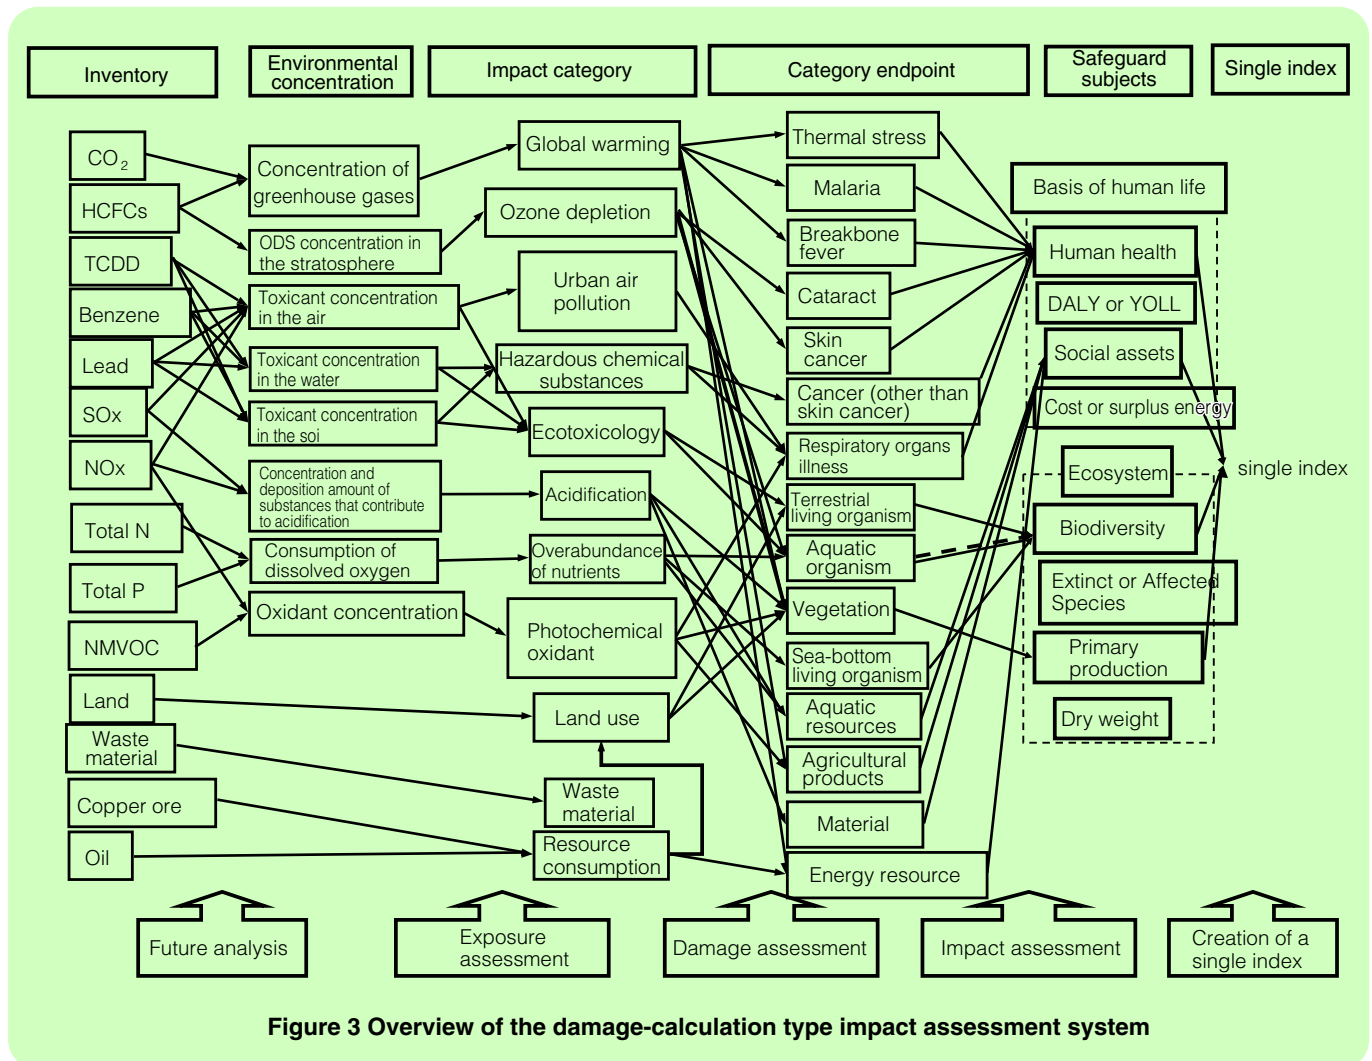 Inventory
Environmental
concentration
Impact category
Category endpoint
Safeguard
subjects
Single index
CO2
HCFCs
TCDD
Benzene
Lead
SOx
NOx
Total N
Total P
NMVOC
Land
Waste
material
Copper ore
Oil
Concentration of
greenhouse gases
ODS concentration in
the stratosphere
Toxicant concentration
in the air
Toxicant concentration
in the water
Toxicant concentration
in the soi
Concentration and
deposition amount of
substances that contribute
to acidification
Consumption of
dissolved oxygen
Oxidant concentration
Global warming
Ozone depletion
Urban air
pollution
Hazardous chemical
substances
Ecotoxicology
Acidification
Overabundance
of nutrients
Photochemical
oxidant
Land use
Waste
material
Resource
consumption
Thermal stress
Malaria
Breakbone
fever
Cataract
Skin
cancer
Cancer (other than
skin cancer)
Respiratory organs
illness
Terrestrial
living organism
Aquatic
organism
Vegetation
Sea-bottom
living organism
Aquatic
resources
Agricultural
products
Material
Energy resource
Basis of human life
Human health
DALY or YOLL
Social assets
Cost or surplus energy
Ecosystem
Biodiversity
Extinct or Affected
Species
Primary
production
Dry weight
single index
Future analysis
Exposure
assessment
Damage assessment
Impact assessment
Creation of a
single index
Figure 3 Overview of the damage-calculation type impact assessment system